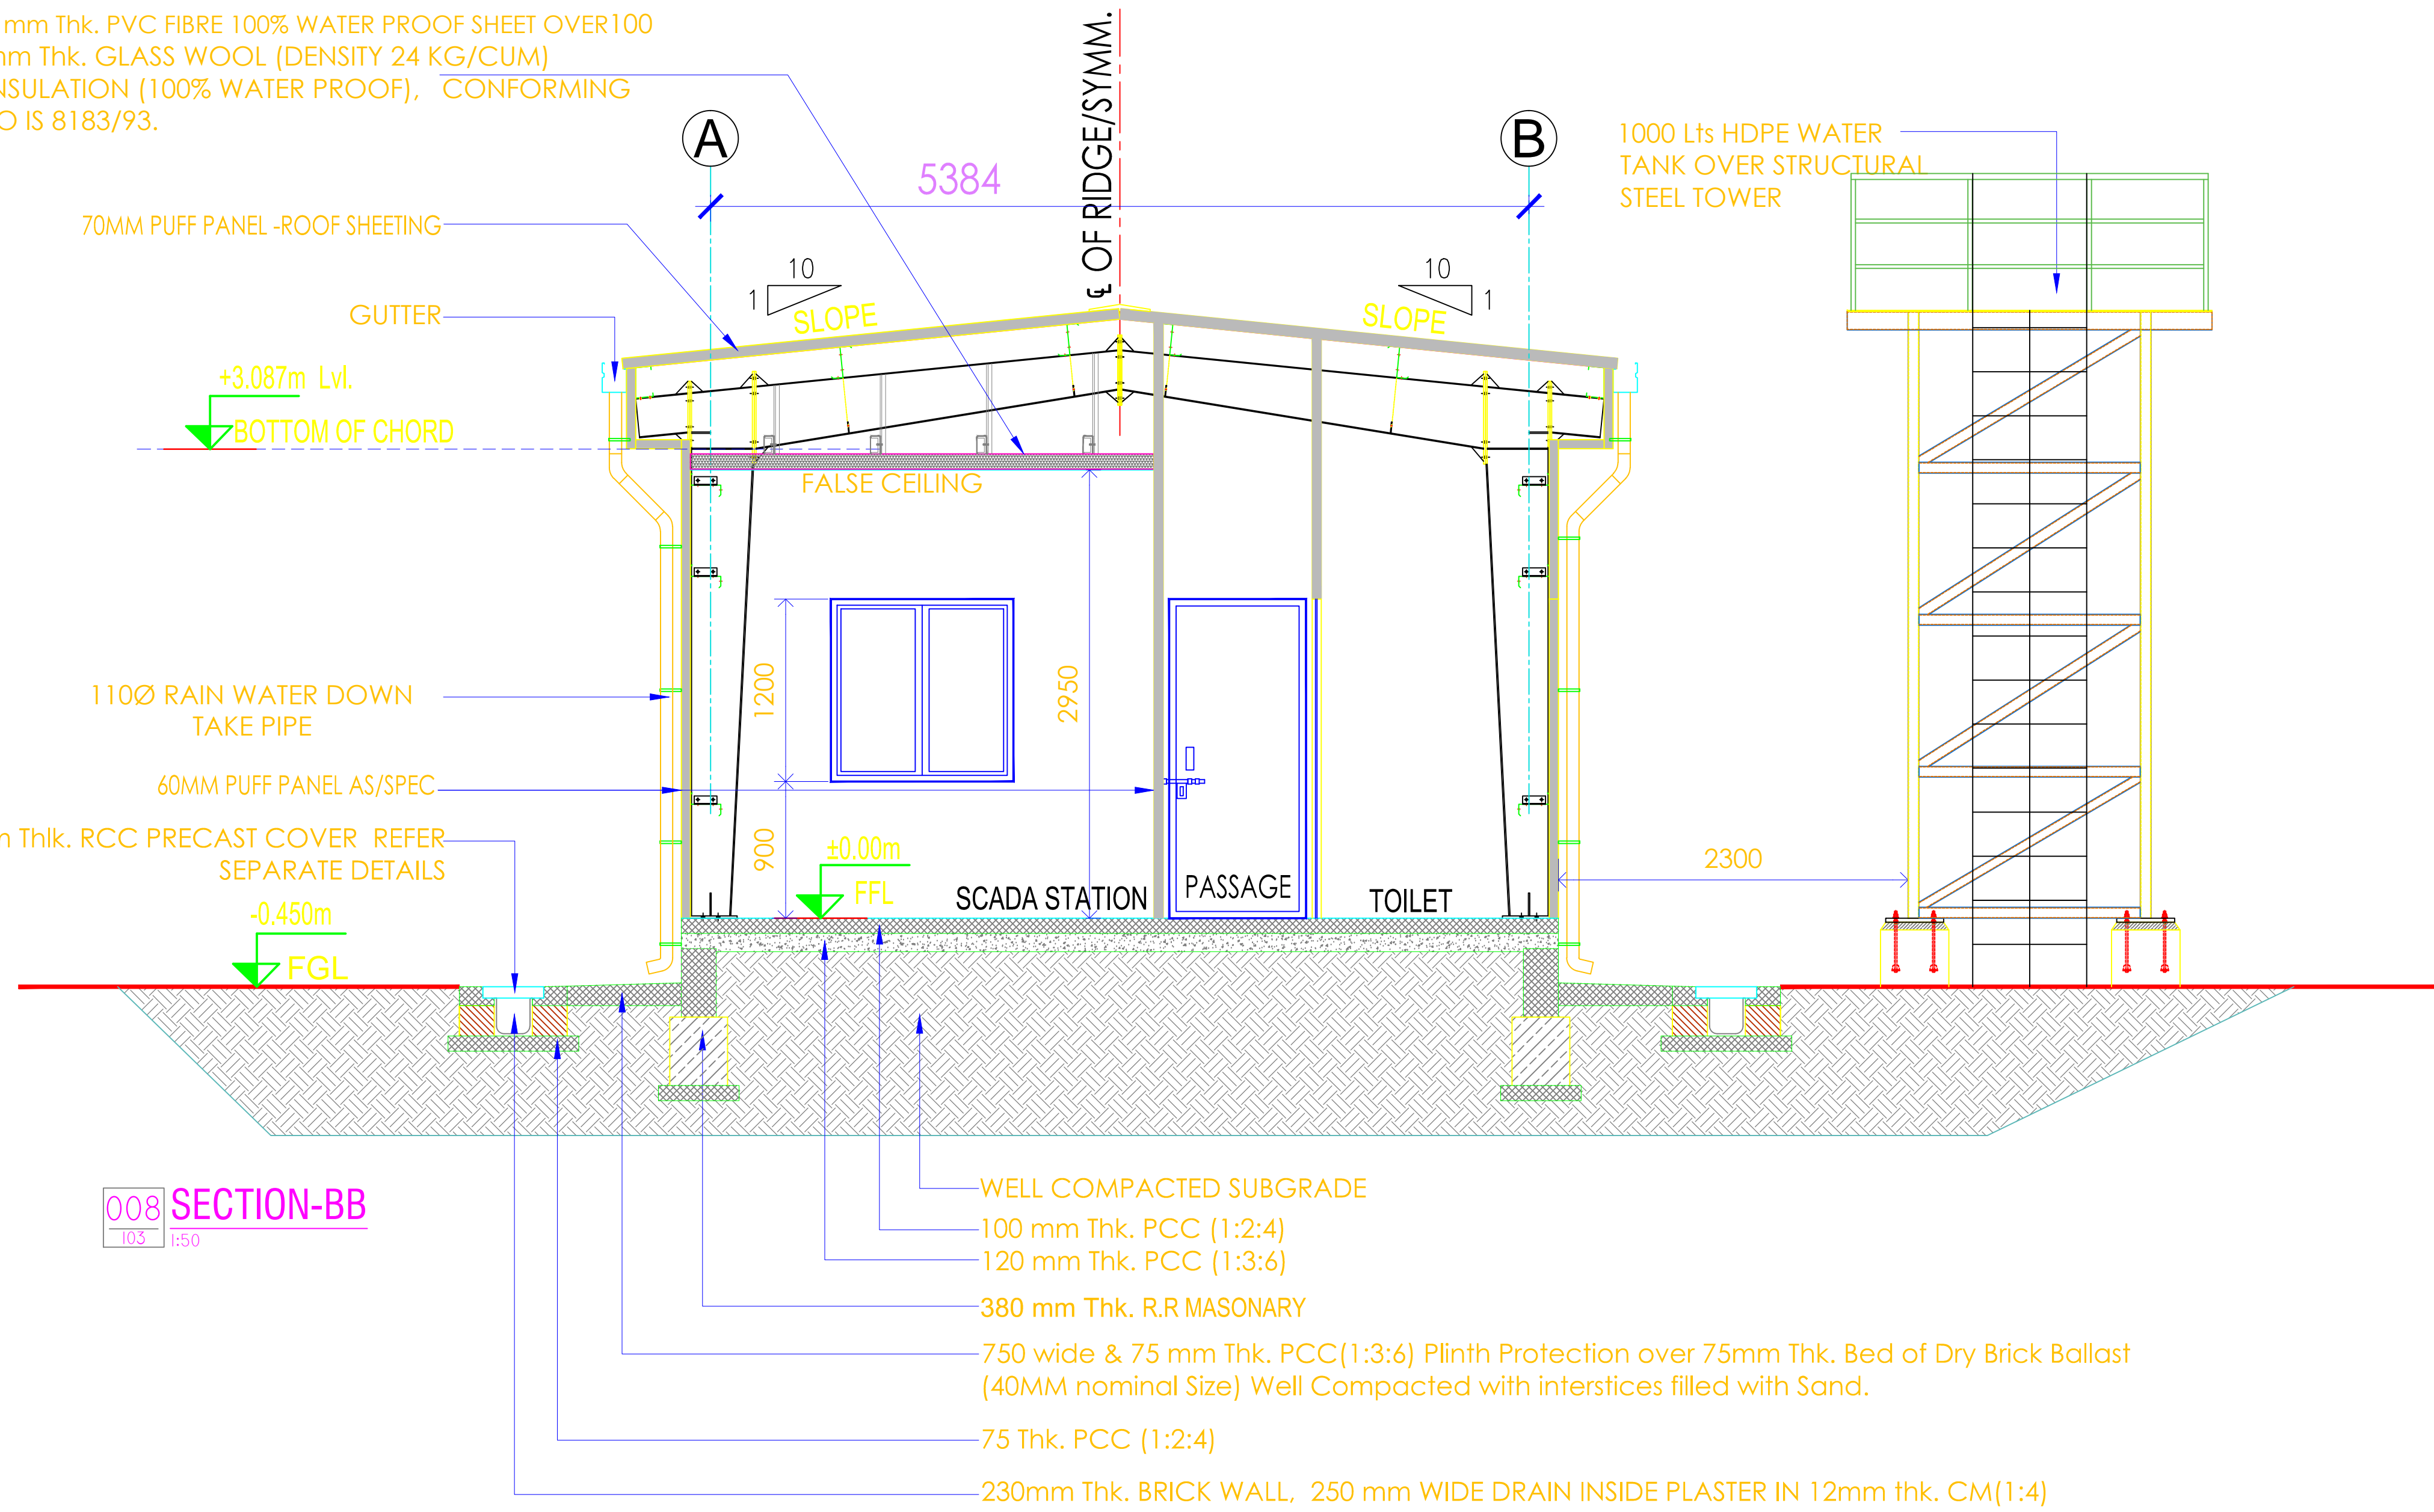 mm Thk. PVC FIBRE 100% WATER PROOF SHEET OVER100
mm Thk. GLASS WOOL (DENSITY 24 KG/CUM)
NSULATION (100% WATER PROOF), CONFORMING
O IS 8183/93.
℄ OF RIDGE/SYMM.
A
B
5384
1000 Lts HDPE WATER
TANK OVER STRUCTURAL
STEEL TOWER
70MM PUFF PANEL -ROOF SHEETING
10
1
SLOPE
10
1
SLOPE
GUTTER
+3.087m Lvl.
BOTTOM OF CHORD
FALSE CEILING
110Ø RAIN WATER DOWN
TAKE PIPE
1200
2950
60MM PUFF PANEL AS/SPEC
Thlk. RCC PRECAST COVER REFER
SEPARATE DETAILS
900
±0.00m
FFL
SCADA STATION
PASSAGE
TOILET
2300
-0.450m
FGL
008
103
SECTION-BB
1:50
WELL COMPACTED SUBGRADE
100 mm Thk. PCC (1:2:4)
120 mm Thk. PCC (1:3:6)
380 mm Thk. R.R MASONARY
750 wide & 75 mm Thk. PCC(1:3:6) Plinth Protection over 75mm Thk. Bed of Dry Brick Ballast
(40MM nominal Size) Well Compacted with interstices filled with Sand.
75 Thk. PCC (1:2:4)
230mm Thk. BRICK WALL, 250 mm WIDE DRAIN INSIDE PLASTER IN 12mm thk. CM(1:4)